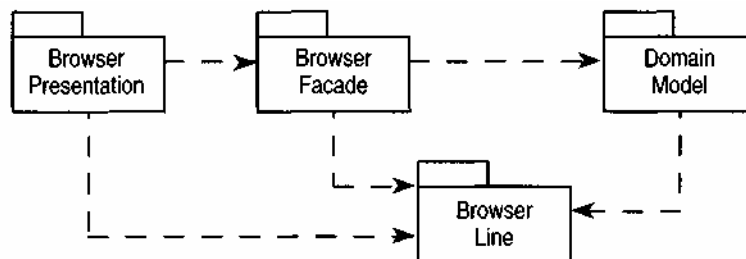 Browser
Presentation
Browser
Facade
Domain
Model
Browser
Line